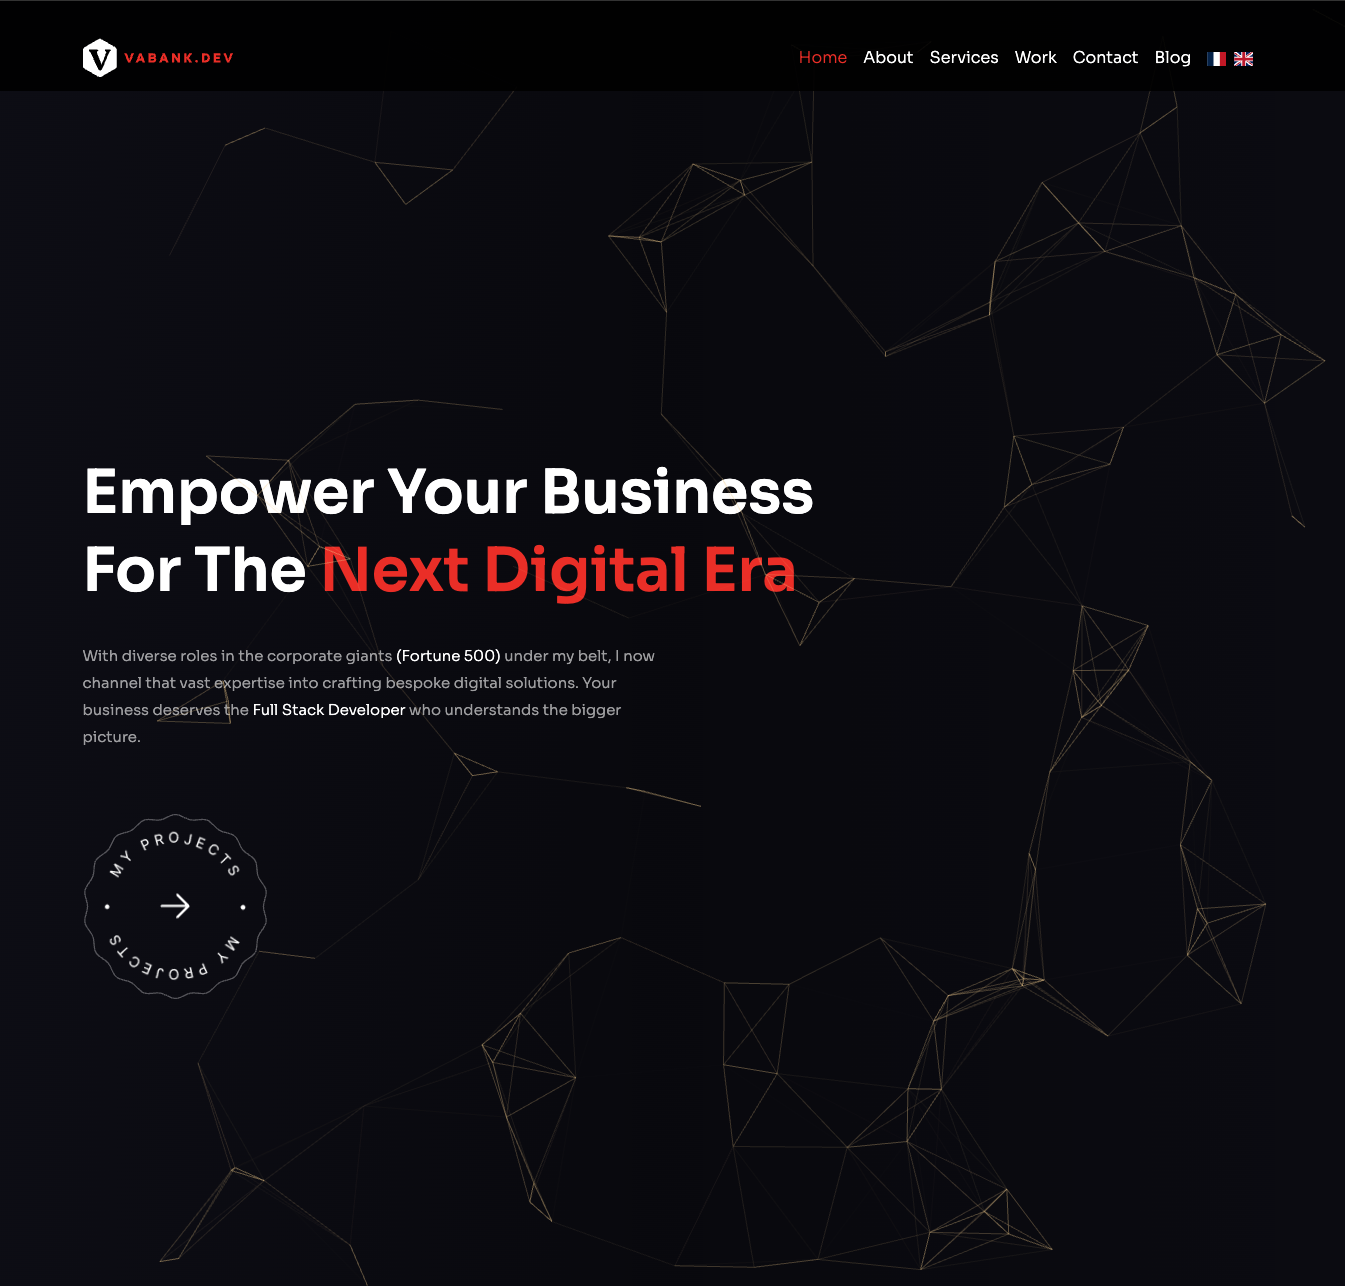 V VABANK.DEV
Home About Services Work Contact Blog
Empower Your Business
For The Next Digital Era
With diverse roles in the corporate giants (Fortune 500) under my belt, I now
channel that vast expertise into crafting bespoke digital solutions. Your
business deserves the Full Stack Developer who understands the bigger
picture.
MY PROJECTS
MY PROJECTS